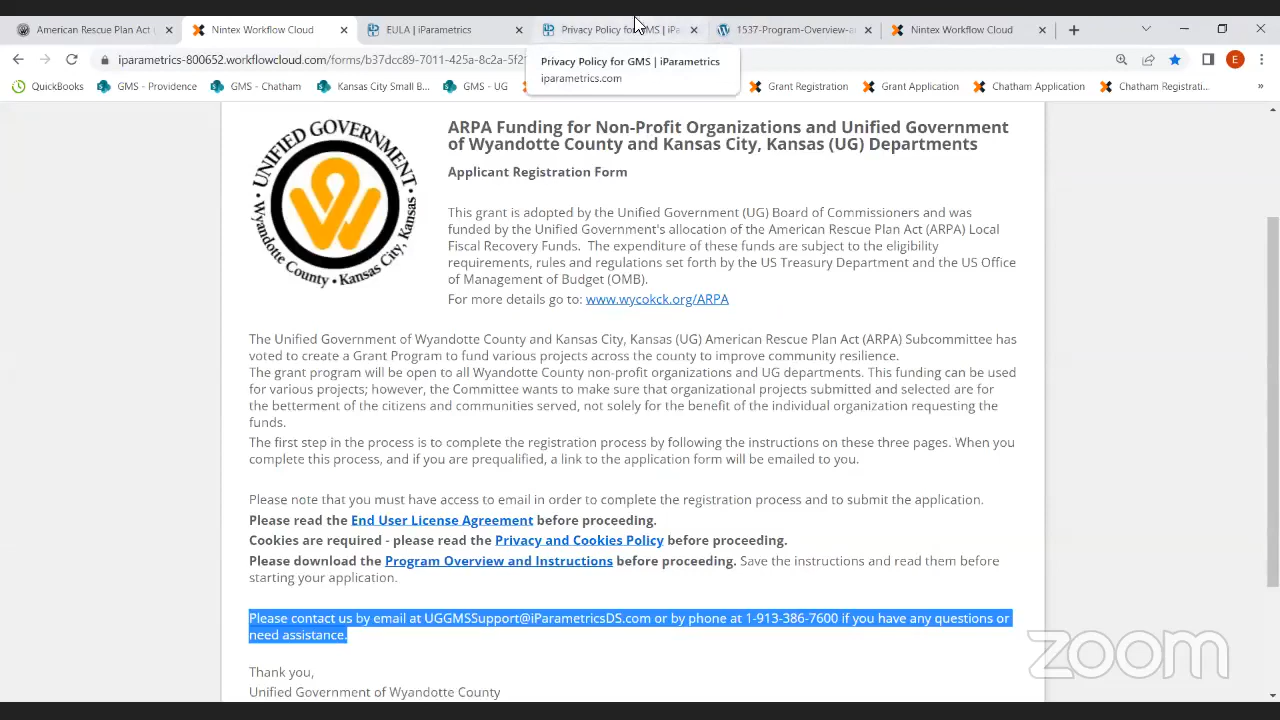 American Rescue Plan Act (
Nintex Workflow Cloud
EULA | iParametrics
Privacy Policy for GMS | iPa
1537-Program-Overview-a
Nintex Workflow Cloud
iparametrics-800652.workflowcloud.com/forms/b37dcc89-7011-425a-8c2a-5f2
E
Privacy Policy for GMS | iParametrics
iparametrics.com
QuickBooks
GMS - Providence
GMS - Chatham
Kansas City Small B...
GMS - UG
Grant Registration
Grant Application
Chatham Application
Chatham Registrati...
»
UNIFIED GOVERNMENT
Wyandotte County • Kansas City, Kansas
ARPA Funding for Non-Profit Organizations and Unified Government
of Wyandotte County and Kansas City, Kansas (UG) Departments
Applicant Registration Form
This grant is adopted by the Unified Government (UG) Board of Commissioners and was
funded by the Unified Government's allocation of the American Rescue Plan Act (ARPA) Local
Fiscal Recovery Funds. The expenditure of these funds are subject to the eligibility
requirements, rules and regulations set forth by the US Treasury Department and the US Office
of Management of Budget (OMB).
For more details go to: www.wycokck.org/ARPA
The Unified Government of Wyandotte County and Kansas City, Kansas (UG) American Rescue Plan Act (ARPA) Subcommittee has
voted to create a Grant Program to fund various projects across the county to improve community resilience.
The grant program will be open to all Wyandotte County non-profit organizations and UG departments. This funding can be used
for various projects; however, the Committee wants to make sure that organizational projects submitted and selected are for
the betterment of the citizens and communities served, not solely for the benefit of the individual organization requesting the
funds.
The first step in the process is to complete the registration process by following the instructions on these three pages. When you
complete this process, and if you are prequalified, a link to the application form will be emailed to you.
Please note that you must have access to email in order to complete the registration process and to submit the application.
Please read the End User License Agreement before proceeding.
Cookies are required - please read the Privacy and Cookies Policy before proceeding.
Please download the Program Overview and Instructions before proceeding. Save the instructions and read them before
starting your application.
Please contact us by email at UGGMSSupport@iParametricsDS.com or by phone at 1-913-386-7600 if you have any questions or
need assistance.
Thank you,
Unified Government of Wyandotte County
zoom